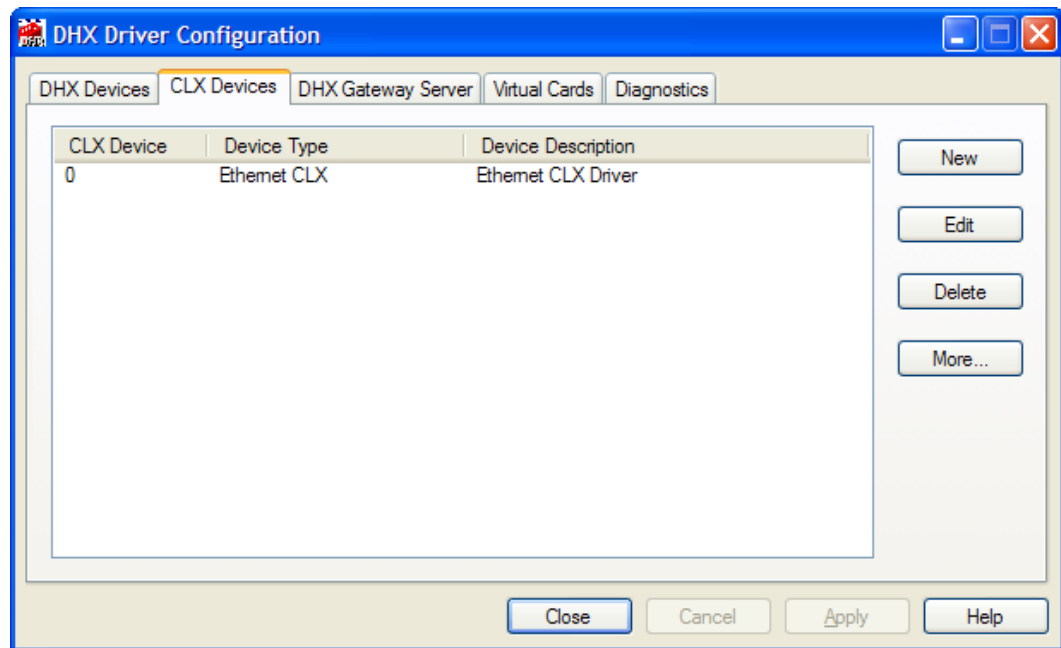 DHX Driver Configuration
DHX Devices CLX Devices DHX Gateway Server Virtual Cards Diagnostics
CLX Device Device Type Device Description
0 Ethernet CLX Ethernet CLX Driver
New
Edit
Delete
More...
Close Cancel Apply Help